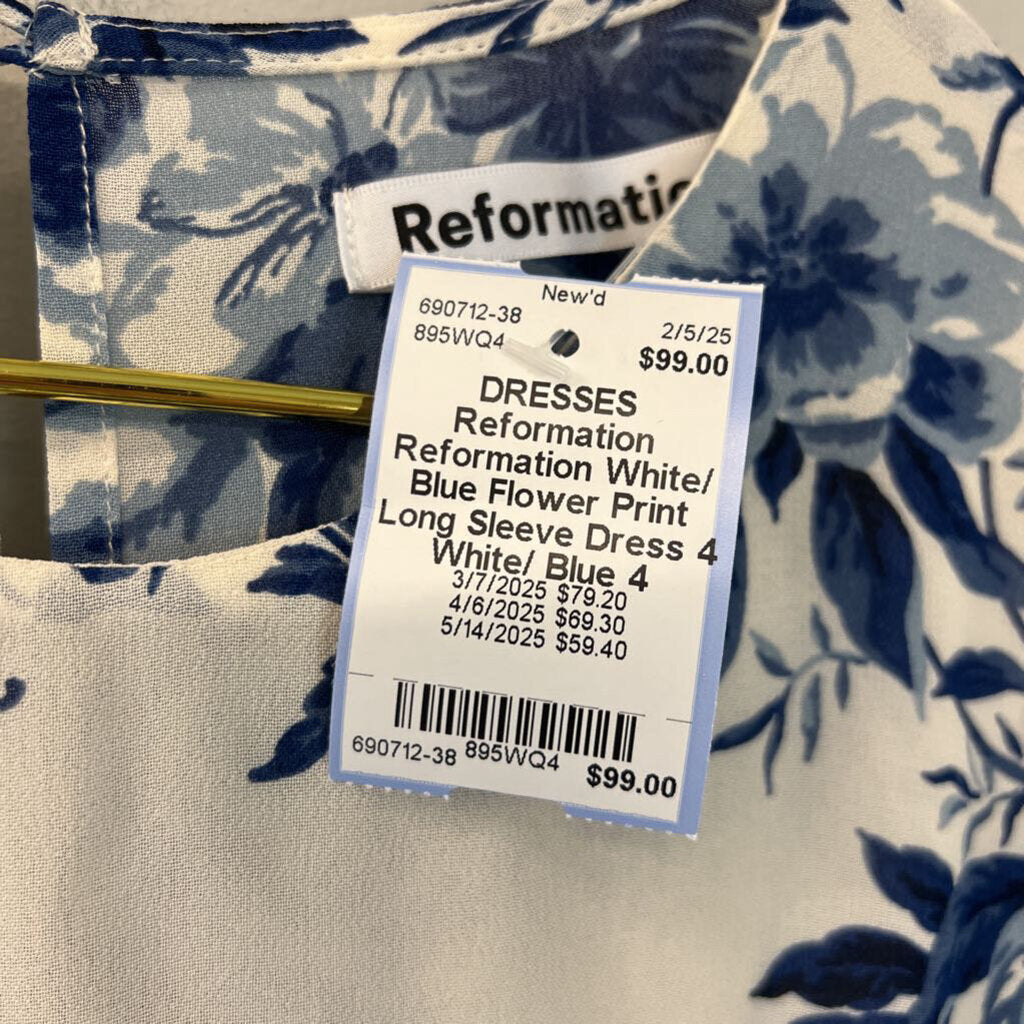 Reformatio
New'd
690712-38 2/5/25
895WQ4 $99.00
DRESSES
Reformation
Reformation White/
Blue Flower Print
Long Sleeve Dress 4
White/ Blue 4
3/7/2025 $79.20
4/6/2025 $69.30
5/14/2025 $59.40
690712-38 895WQ4 $99.00